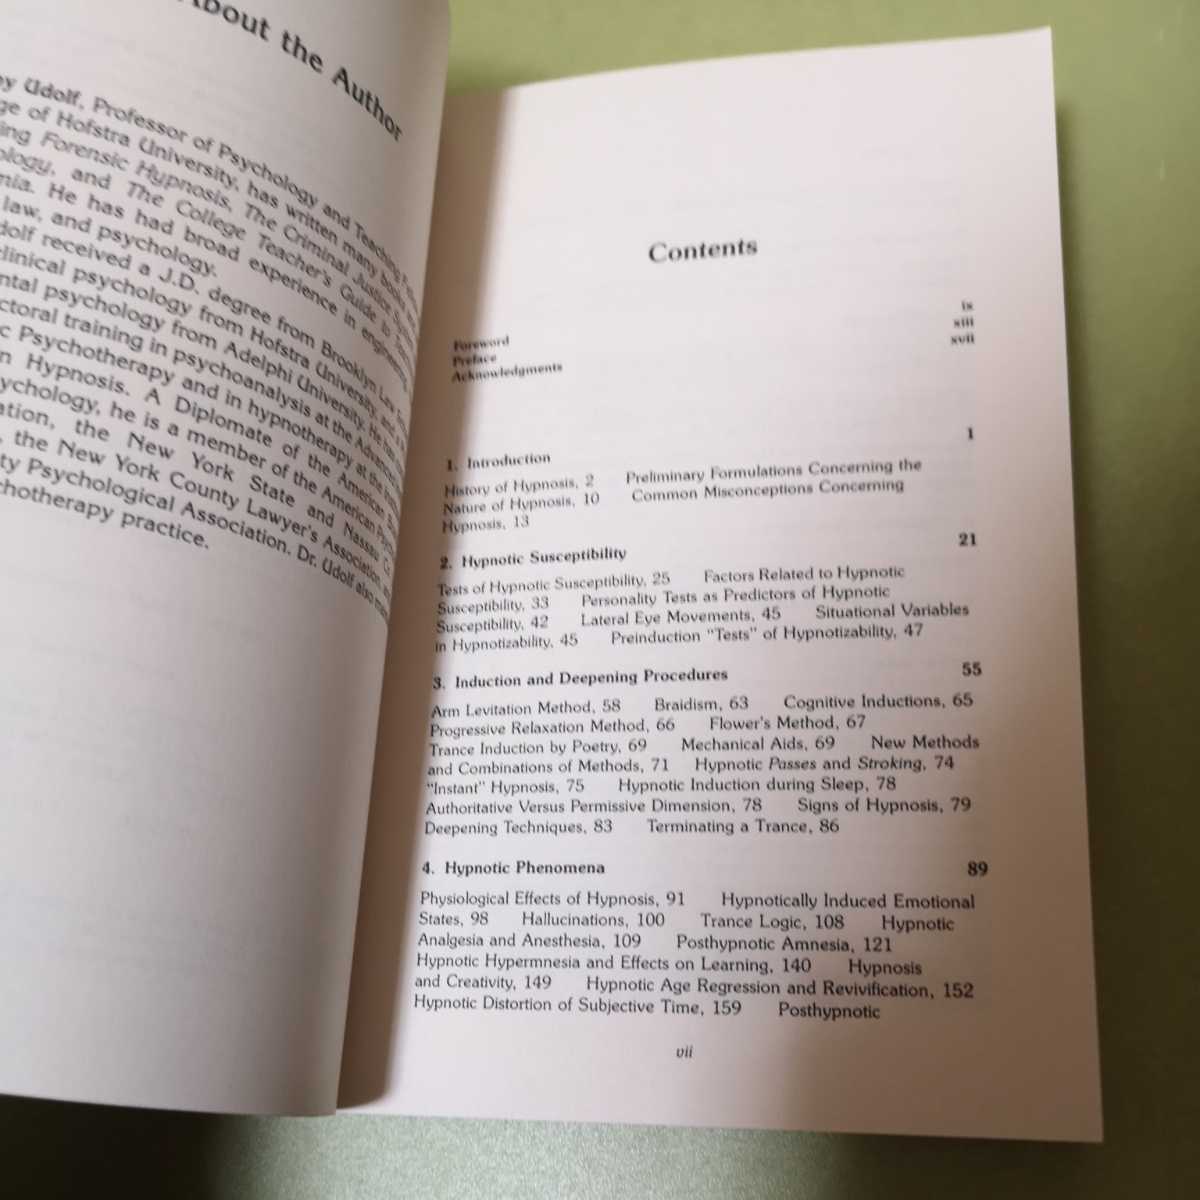 About the Author
Udolf, Professor of Psychology and Teaching
of Hofstra University, has written many books
Forensic Hypnosis, The Criminal Justice
and The College Teacher's Guide to
He has had broad experience in engineering,
law, and psychology.
received a J.D. degree from Brooklyn Law
clinical psychology from Hofstra University, and a
psychology from Adelphi University. He has
training in psychoanalysis at the Advanced
Psychotherapy and in hypnotherapy at the
Hypnosis. A Diplomate of the American
he is a member of the American
the New York State and Nassau
the New York County Lawyer's Association,
Psychological Association. Dr. Udolf also
practice.
Contents
Foreword ix
Preface xiii
Acknowledgments xvii
1. Introduction 1
History of Hypnosis, 2 Preliminary Formulations Concerning the
Nature of Hypnosis, 10 Common Misconceptions Concerning
Hypnosis, 13
2. Hypnotic Susceptibility 21
Tests of Hypnotic Susceptibility, 25 Factors Related to Hypnotic
Susceptibility, 33 Personality Tests as Predictors of Hypnotic
Susceptibility, 42 Lateral Eye Movements, 45 Situational Variables
in Hypnotizability, 45 Preinduction "Tests" of Hypnotizability, 47
3. Induction and Deepening Procedures 55
Arm Levitation Method, 58 Braidism, 63 Cognitive Inductions, 65
Progressive Relaxation Method, 66 Flower's Method, 67
Trance Induction by Poetry, 69 Mechanical Aids, 69 New Methods
and Combinations of Methods, 71 Hypnotic Passes and Stroking, 74
"Instant" Hypnosis, 75 Hypnotic Induction during Sleep, 78
Authoritative Versus Permissive Dimension, 78 Signs of Hypnosis, 79
Deepening Techniques, 83 Terminating a Trance, 86
4. Hypnotic Phenomena 89
Physiological Effects of Hypnosis, 91 Hypnotically Induced Emotional
States, 98 Hallucinations, 100 Trance Logic, 108 Hypnotic
Analgesia and Anesthesia, 109 Posthypnotic Amnesia, 121
Hypnotic Hypermnesia and Effects on Learning, 140 Hypnosis
and Creativity, 149 Hypnotic Age Regression and Revivification, 152
Hypnotic Distortion of Subjective Time, 159 Posthypnotic
vii